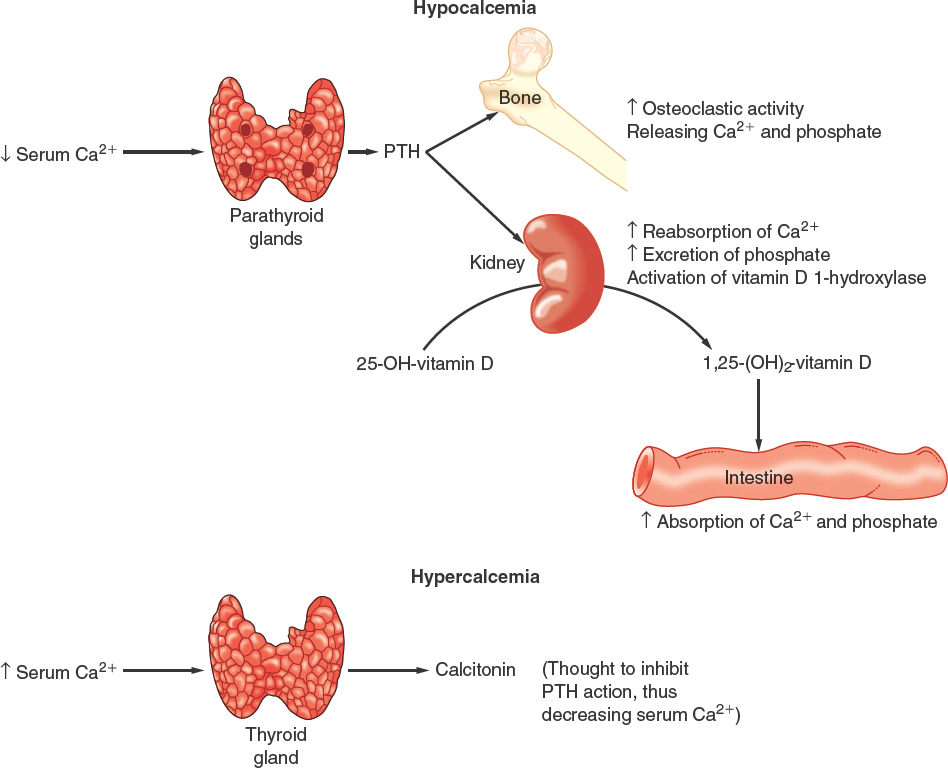 Hypocalcemia
Bone
↑ Osteoclastic activity
Releasing Ca2+ and phosphate
↓ Serum Ca2+
PTH
Parathyroid
glands
Kidney
↑ Reabsorption of Ca2+
↑ Excretion of phosphate
Activation of vitamin D 1-hydroxylase
25-OH-vitamin D
1,25-(OH)2-vitamin D
Intestine
↑ Absorption of Ca2+ and phosphate
Hypercalcemia
↑ Serum Ca2+
Calcitonin
(Thought to inhibit
PTH action, thus
decreasing serum Ca2+)
Thyroid
gland